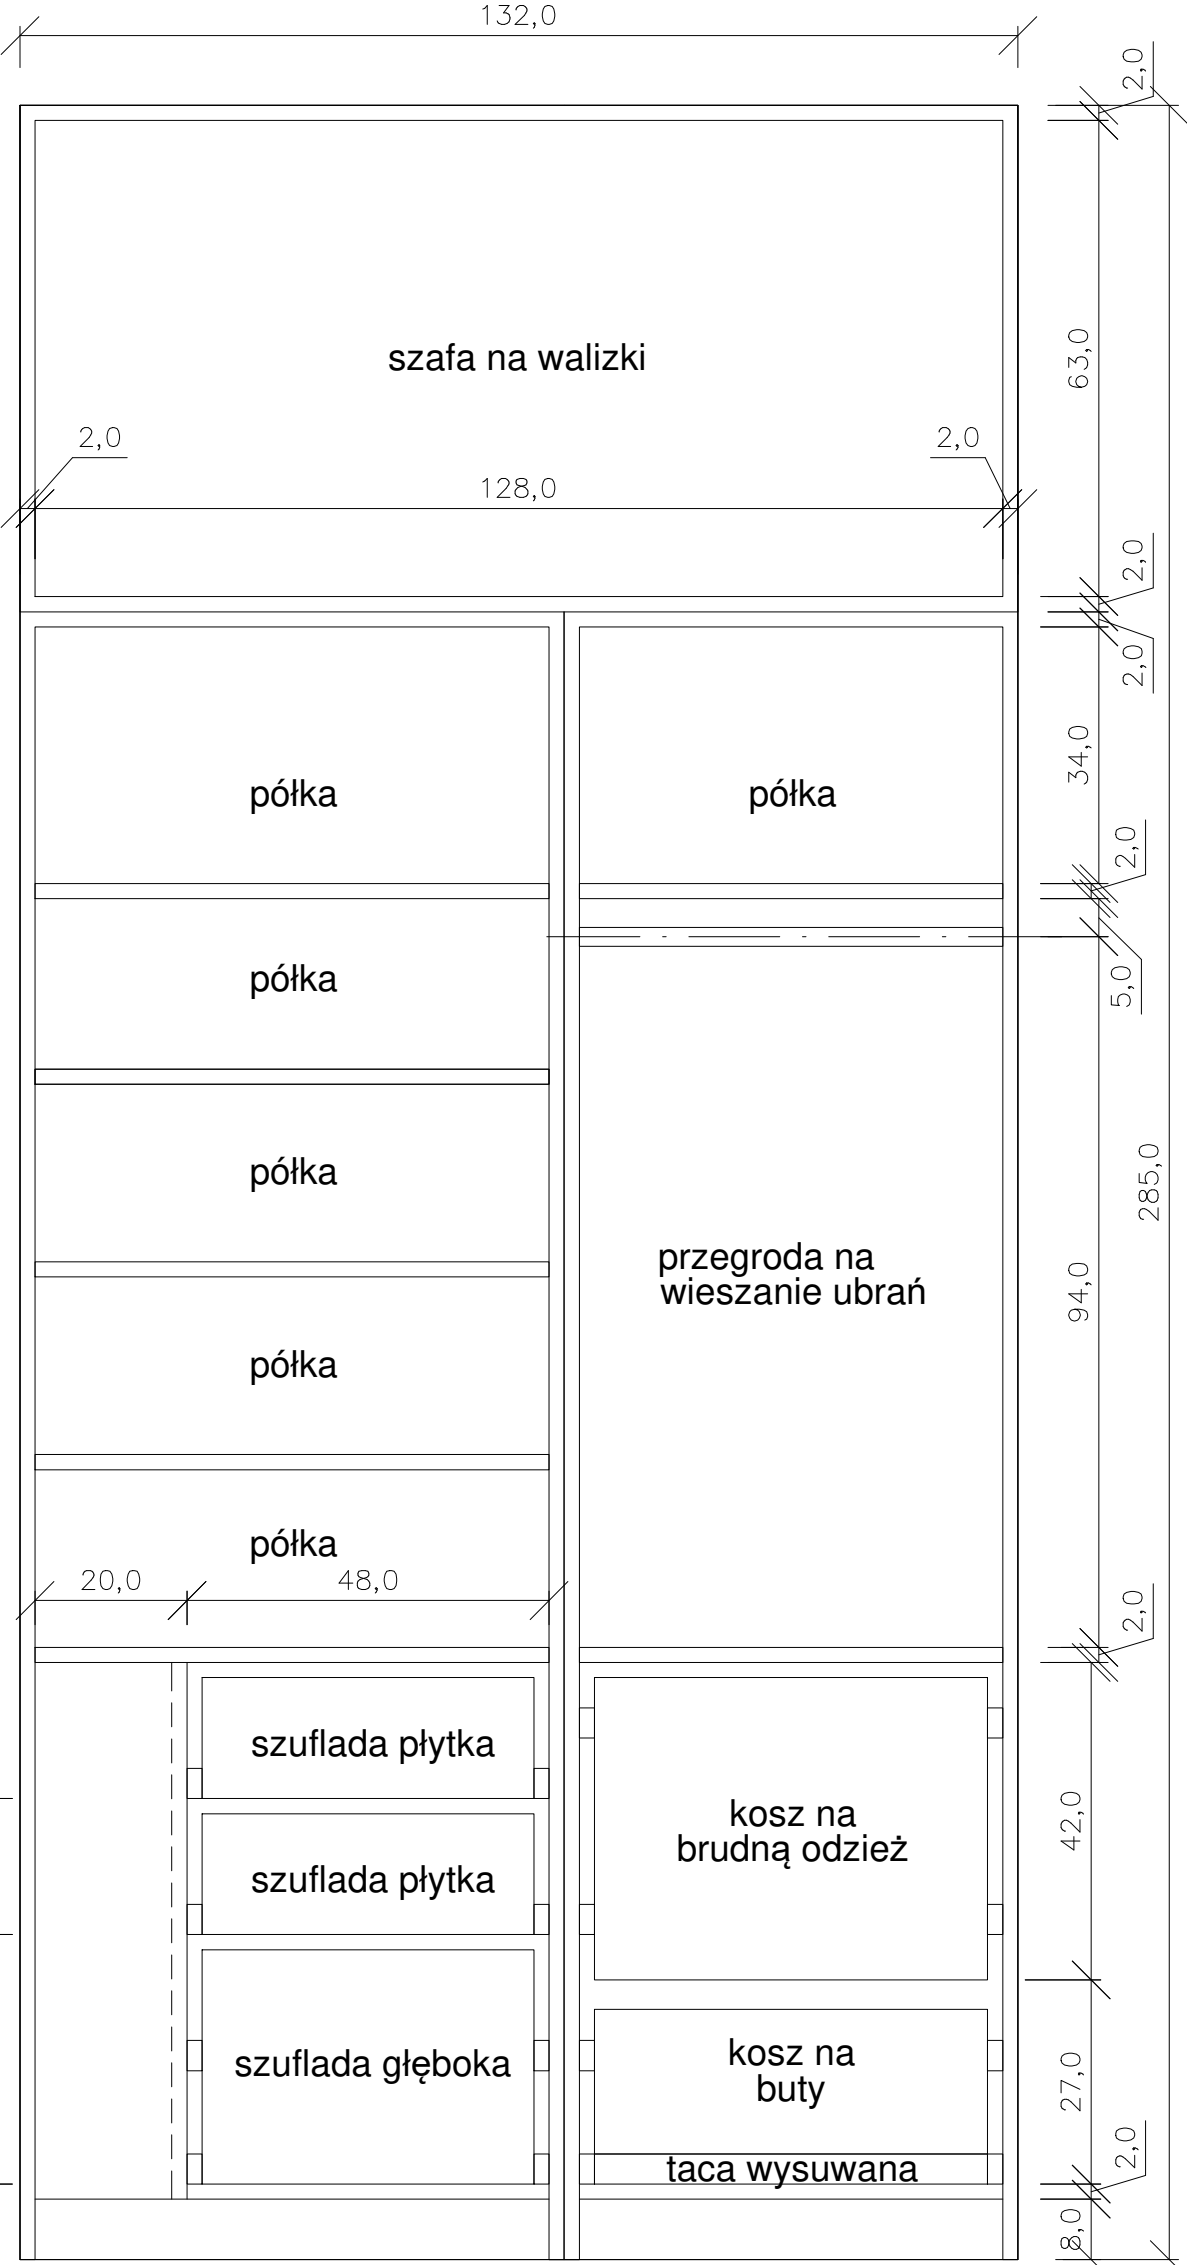 132,0
2,0
szafa na walizki
63,0
2,0
2,0
128,0
2,0
2,0
półka
półka
34,0
2,0
półka
5,0
półka
285,0
przegroda na
wieszanie ubrań
94,0
półka
półka
20,0
48,0
2,0
szuflada płytka
kosz na
brudną odzież
42,0
szuflada płytka
szuflada głęboka
kosz na
buty
27,0
taca wysuwana
2,0
8,0